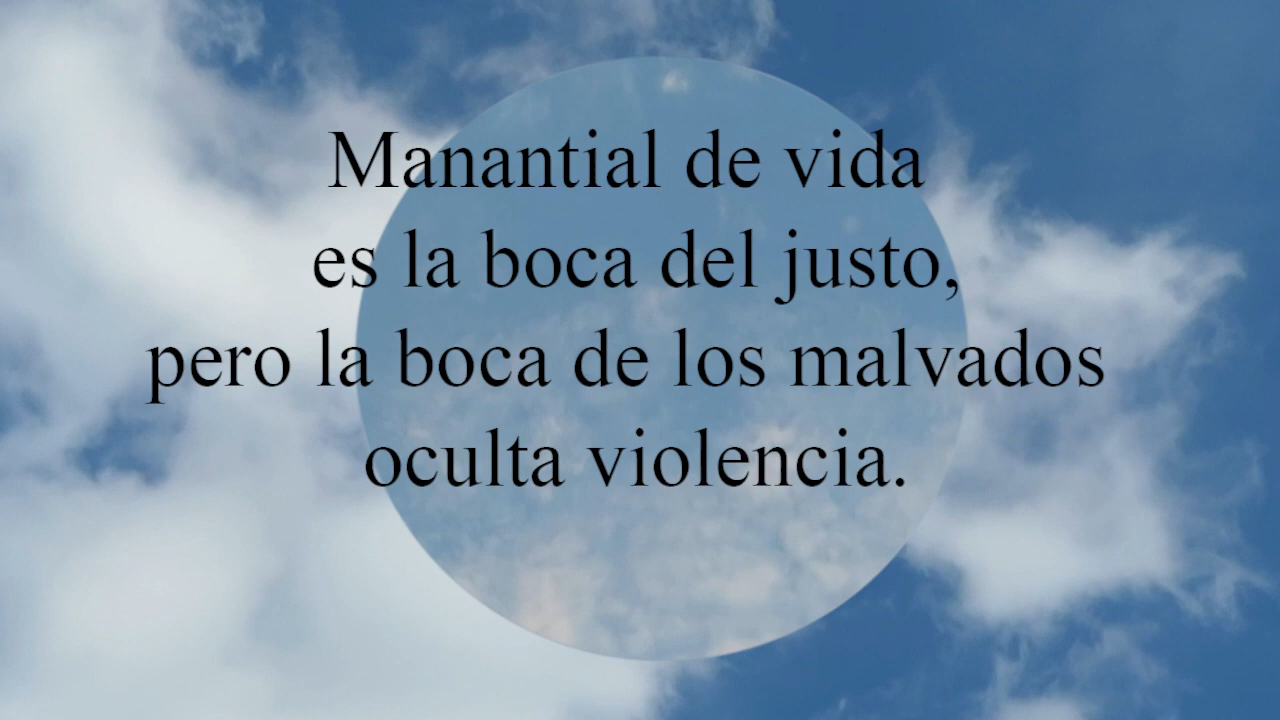 Manantial de vida
es la boca del justo,
pero la boca de los malvados
oculta violencia.